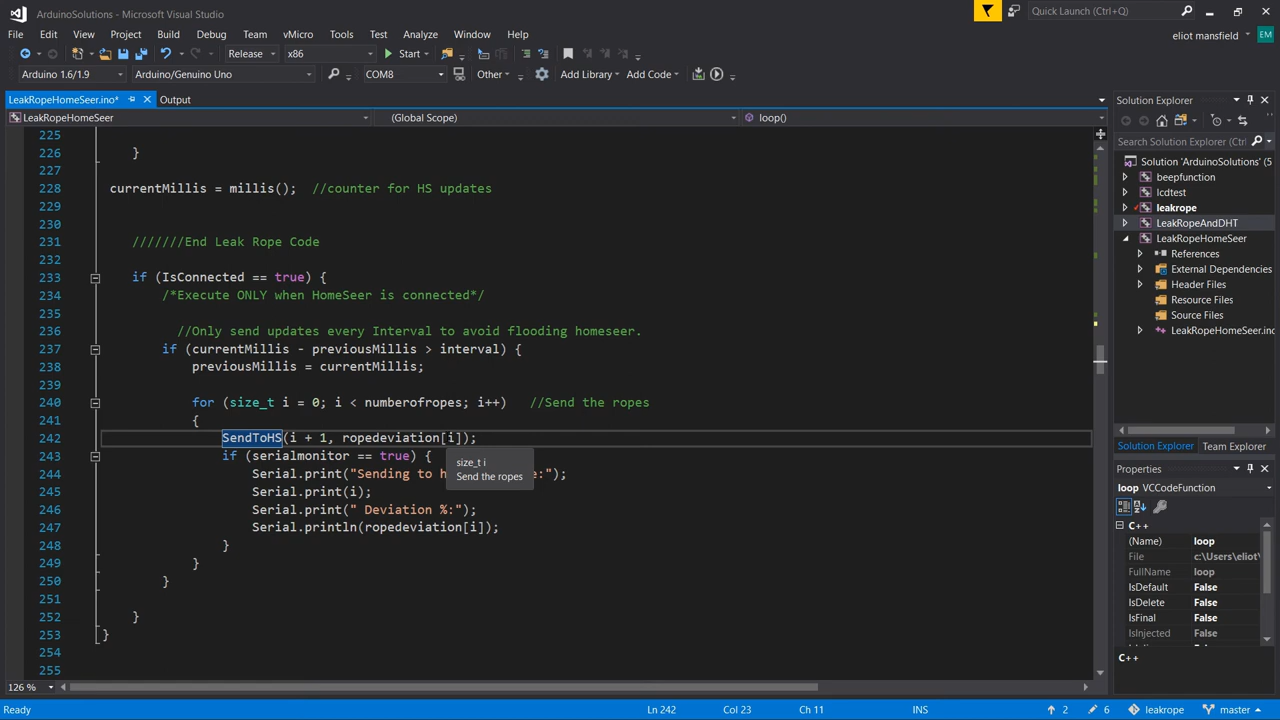 ArduinoSolutions - Microsoft Visual Studio
Quick Launch (Ctrl+Q)
File Edit View Project Build Debug Team vMicro Tools Test Analyze Window Help
eliot mansfield EM
Release x86 Start
Arduino 1.6/1.9 Arduino/Genuino Uno COM8 Other Add Library Add Code
LeakRopeHomeSeer.ino* Output
LeakRopeHomeSeer (Global Scope) loop()
225
226 }
227
228 currentMillis = millis(); //counter for HS updates
229
230
231 ///////End Leak Rope Code
232
233 if (IsConnected == true) {
234 /*Execute ONLY when HomeSeer is connected*/
235
236 //Only send updates every Interval to avoid flooding homeseer.
237 if (currentMillis - previousMillis > interval) {
238 previousMillis = currentMillis;
239
240 for (size_t i = 0; i < numberofropes; i++) //Send the ropes
241 {
242 SendToHS(i + 1, ropedeviation[i]);
243 if (serialmonitor == true) {
size_t i
Send the ropes
244 Serial.print("Sending to e:");
245 Serial.print(i);
246 Serial.print(" Deviation %:");
247 Serial.println(ropedeviation[i]);
248 }
249 }
250 }
251
252 }
253 }
254
255
126 %
Solution Explorer
Search Solution Explorer (Ctrl+
Solution 'ArduinoSolutions' (5
beepfunction
lcdtest
leakrope
LeakRopeAndDHT
LeakRopeHomeSeer
References
External Dependencies
Header Files
Resource Files
Source Files
LeakRopeHomeSeer.ino
Solution Explorer Team Explorer
Properties
loop VCCodeFunction
C++
(Name) loop
File c:\Users\eliot\
FullName loop
IsDefault False
IsDelete False
IsFinal False
IsInjected False
C++
Ready Ln 242 Col 23 Ch 11 INS 2 6 leakrope master